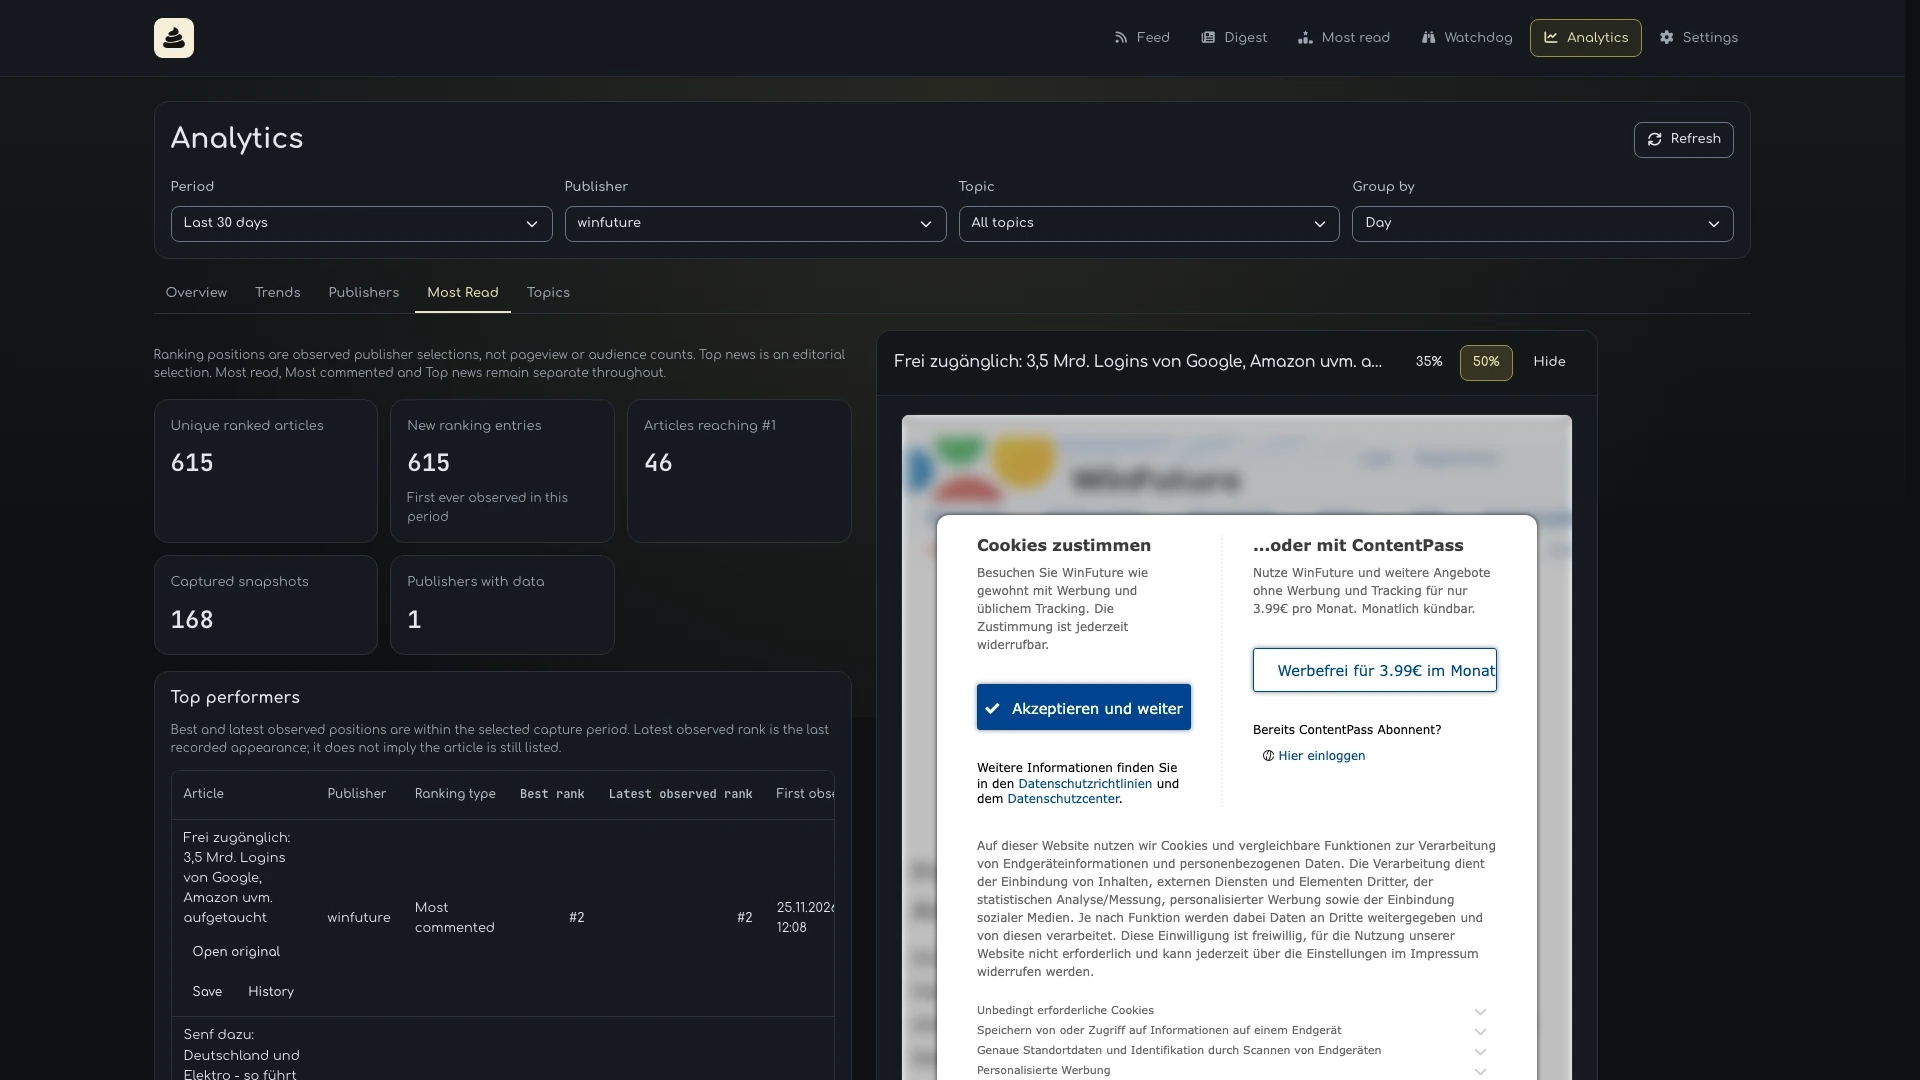 Feed
Digest
Most read
Watchdog
Analytics
Settings
Analytics
Refresh
Period
Publisher
Topic
Group by
Last 30 days
winfuture
All topics
Day
Overview
Trends
Publishers
Most Read
Topics
Ranking positions are observed publisher selections, not pageview or audience counts. Top news is an editorial
selection. Most read, Most commented and Top news remain separate throughout.
Unique ranked articles
615
New ranking entries
615
First ever observed in this
period
Articles reaching #1
46
Captured snapshots
168
Publishers with data
1
Top performers
Best and latest observed positions are within the selected capture period. Latest observed rank is the last
recorded appearance; it does not imply the article is still listed.
Article
Publisher
Ranking type
Best rank
Latest observed rank
First obse
Frei zugänglich:
3,5 Mrd. Logins
von Google,
Amazon uvm.
aufgetaucht
winfuture
Most
commented
#2
#2
25.11.2026
12:08
Open original
Save
History
Senf dazu:
Deutschland und
Elektro - so führt
Frei zugänglich: 3,5 Mrd. Logins von Google, Amazon uvm. a...
35%
50%
Hide
WinFuture
Cookies zustimmen
Besuchen Sie WinFuture wie
gewohnt mit Werbung und
üblichem Tracking. Die
Zustimmung ist jederzeit
widerrufbar.
Akzeptieren und weiter
Weitere Informationen finden Sie
in den Datenschutzrichtlinien und
dem Datenschutzcenter.
...oder mit ContentPass
Nutze WinFuture und weitere Angebote
ohne Werbung und Tracking für nur
3.99€ pro Monat. Monatlich kündbar.
Werbefrei für 3.99€ im Monat
Bereits ContentPass Abonnent?
Hier einloggen
Auf dieser Website nutzen wir Cookies und vergleichbare Funktionen zur Verarbeitung
von Endgeräteinformationen und personenbezogenen Daten. Die Verarbeitung dient
der Einbindung von Inhalten, externen Diensten und Elementen Dritter, der
statistischen Analyse/Messung, personalisierter Werbung sowie der Einbindung
sozialer Medien. Je nach Funktion werden dabei Daten an Dritte weitergegeben und
von diesen verarbeitet. Diese Einwilligung ist freiwillig, für die Nutzung unserer
Website nicht erforderlich und kann jederzeit über die Einstellungen im Impressum
widerrufen werden.
Unbedingt erforderliche Cookies
Speichern von oder Zugriff auf Informationen auf einem Endgerät
Genaue Standortdaten und Identifikation durch Scannen von Endgeräten
Personalisierte Werbung